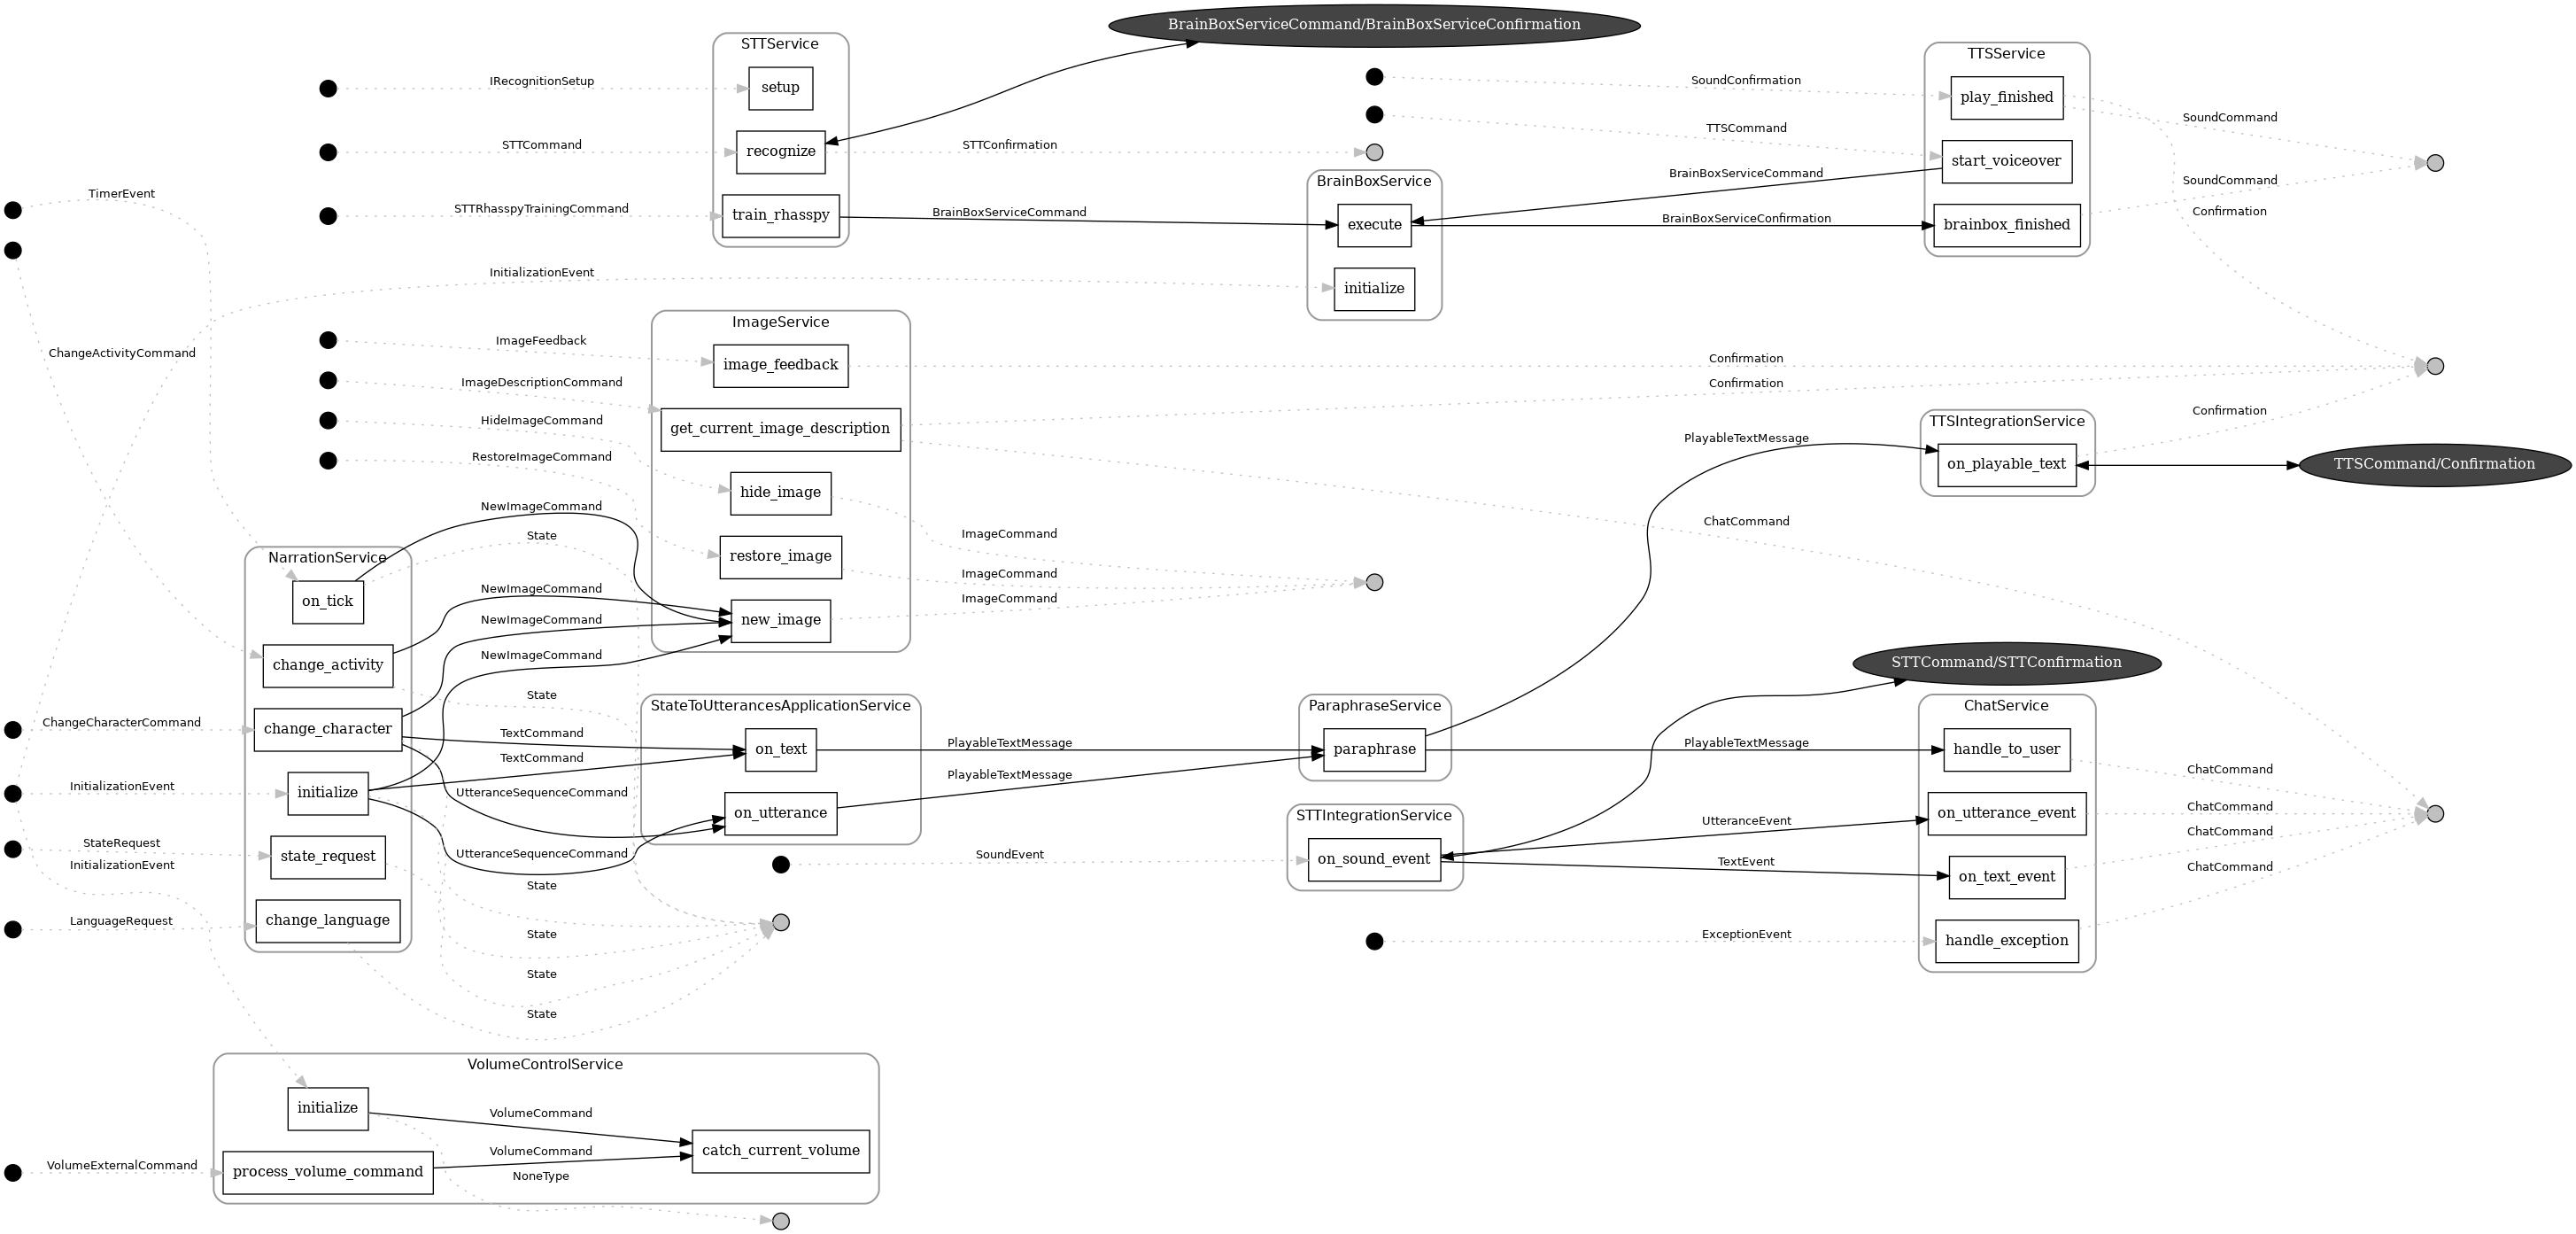 BrainBoxServiceCommand/BrainBoxServiceConfirmation
STTService
IRecognitionSetup
setup
STTCommand
recognize
STTConfirmation
STTRhasspyTrainingCommand
train_rhasspy
BrainBoxServiceCommand
TTSService
SoundConfirmation
play_finished
SoundCommand
TTSCommand
start_voiceover
BrainBoxServiceCommand
SoundCommand
BrainBoxService
execute
BrainBoxServiceConfirmation
brainbox_finished
Confirmation
initialize
TimerEvent
InitializationEvent
ChangeActivityCommand
ImageService
ImageFeedback
image_feedback
Confirmation
ImageDescriptionCommand
get_current_image_description
Confirmation
HideImageCommand
hide_image
ImageCommand
RestoreImageCommand
restore_image
ImageCommand
new_image
ImageCommand
ChatCommand
TTSIntegrationService
PlayableTextMessage
on_playable_text
Confirmation
TTSCommand/Confirmation
NarrationService
on_tick
NewImageCommand
State
change_activity
NewImageCommand
NewImageCommand
NewImageCommand
State
ChangeCharacterCommand
change_character
TextCommand
TextCommand
InitializationEvent
initialize
UtteranceSequenceCommand
StateRequest
state_request
UtteranceSequenceCommand
InitializationEvent
State
LanguageRequest
change_language
State
State
State
StateToUtterancesApplicationService
on_text
PlayableTextMessage
on_utterance
PlayableTextMessage
SoundEvent
ParaphraseService
paraphrase
PlayableTextMessage
STTIntegrationService
on_sound_event
UtteranceEvent
TextEvent
ExceptionEvent
STTCommand/STTConfirmation
ChatService
handle_to_user
ChatCommand
on_utterance_event
ChatCommand
on_text_event
ChatCommand
handle_exception
ChatCommand
VolumeControlService
initialize
VolumeCommand
catch_current_volume
VolumeExternalCommand
process_volume_command
VolumeCommand
NoneType